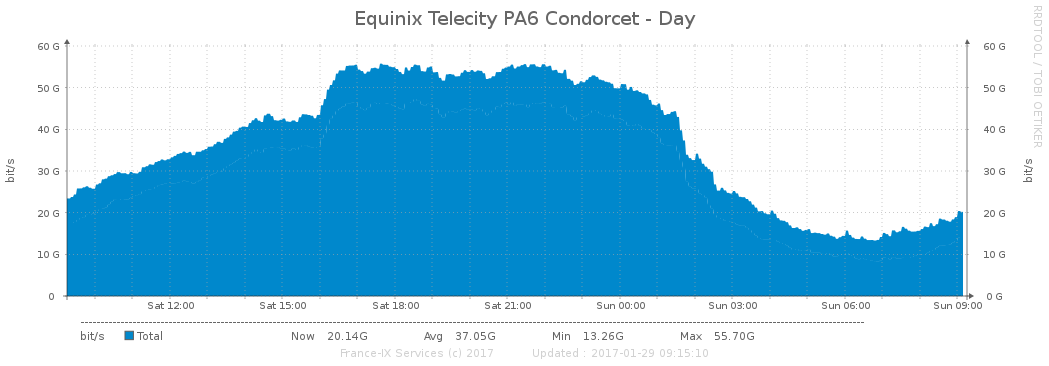 Equinix Telecity PA6 Condorcet - Day
RRDTOOL / TOBI OETIKER
60 G 60 G
50 G 50 G
40 G 40 G
30 G 30 G
20 G 20 G
10 G 10 G
0 0 G
bit/s bit/s
Sat 12:00 Sat 15:00 Sat 18:00 Sat 21:00 Sun 00:00 Sun 03:00 Sun 06:00 Sun 09:00
bit/s Total Now 20.14G Avg 37.05G Min 13.26G Max 55.70G
France-IX Services (c) 2017 Updated : 2017-01-29 09:15:10